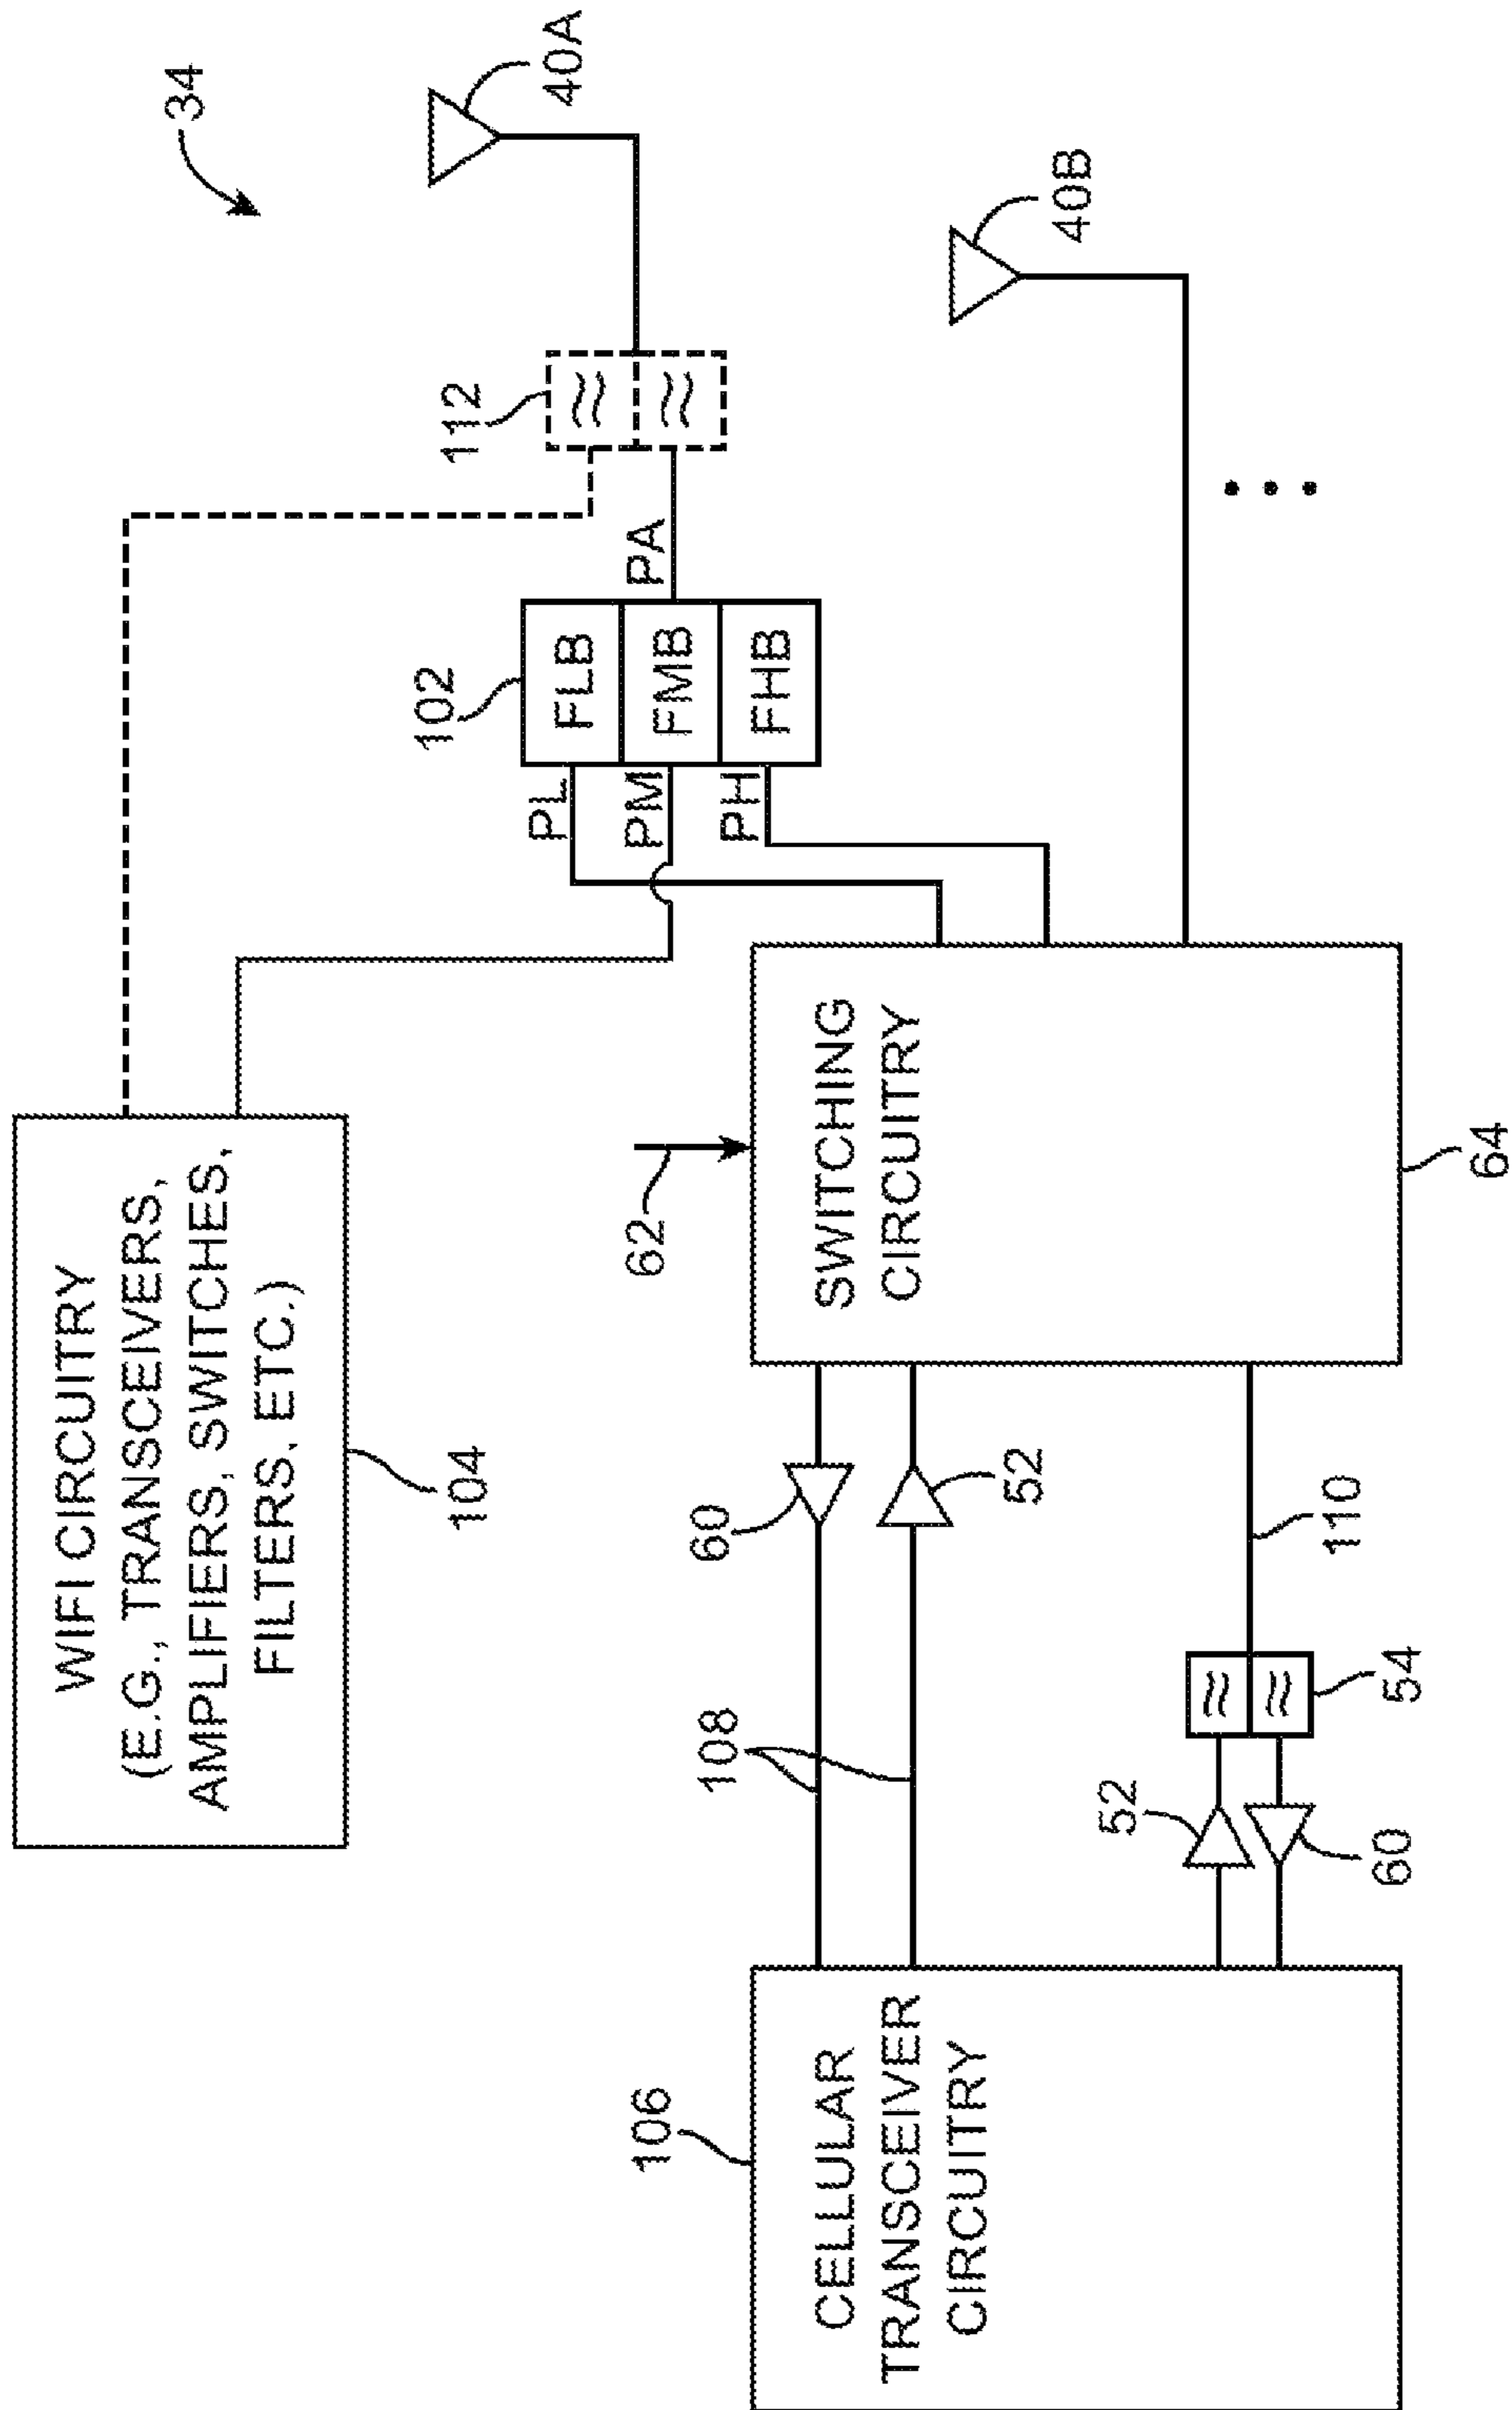 34
WIFI CIRCUITRY
(E.G., TRANSCEIVERS,
AMPLIFIERS, SWITCHES,
FILTERS, ETC.)
104
112
40A
102
FLB
FMB
FHB
PL
PM
PH
PA
40B
106
CELLULAR
TRANSCEIVER
CIRCUITRY
108
60
52
62
SWITCHING
CIRCUITRY
64
52
60
54
110